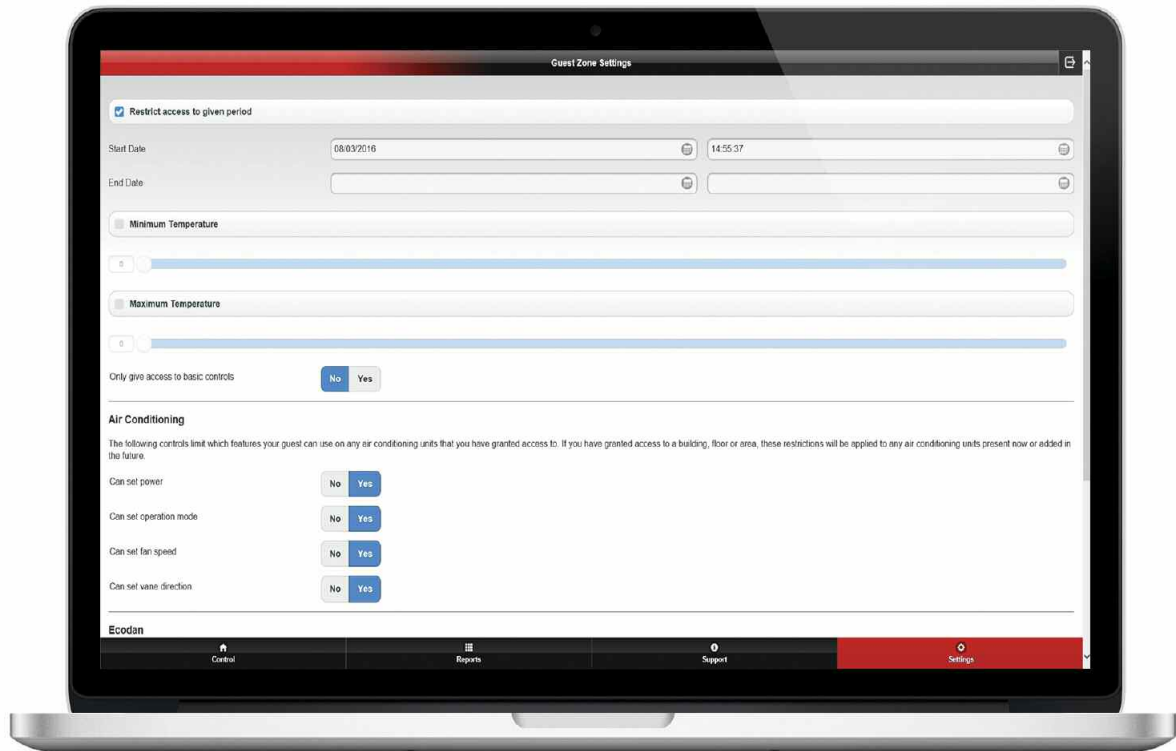 Guest Zone Settings
Restrict access to given period
Start Date 08/03/2016 14:55:37
End Date
Minimum Temperature
0
Maximum Temperature
0
Only give access to basic controls No Yes
Air Conditioning
The following controls limit which features your guest can use on any air conditioning units that you have granted access to. If you have granted access to a building, floor or area, these restrictions will be applied to any air conditioning units present now or added in
the future.
Can set power No Yes
Can set operation mode No Yes
Can set fan speed No Yes
Can set vane direction No Yes
Ecodan
Control Reports Support Settings